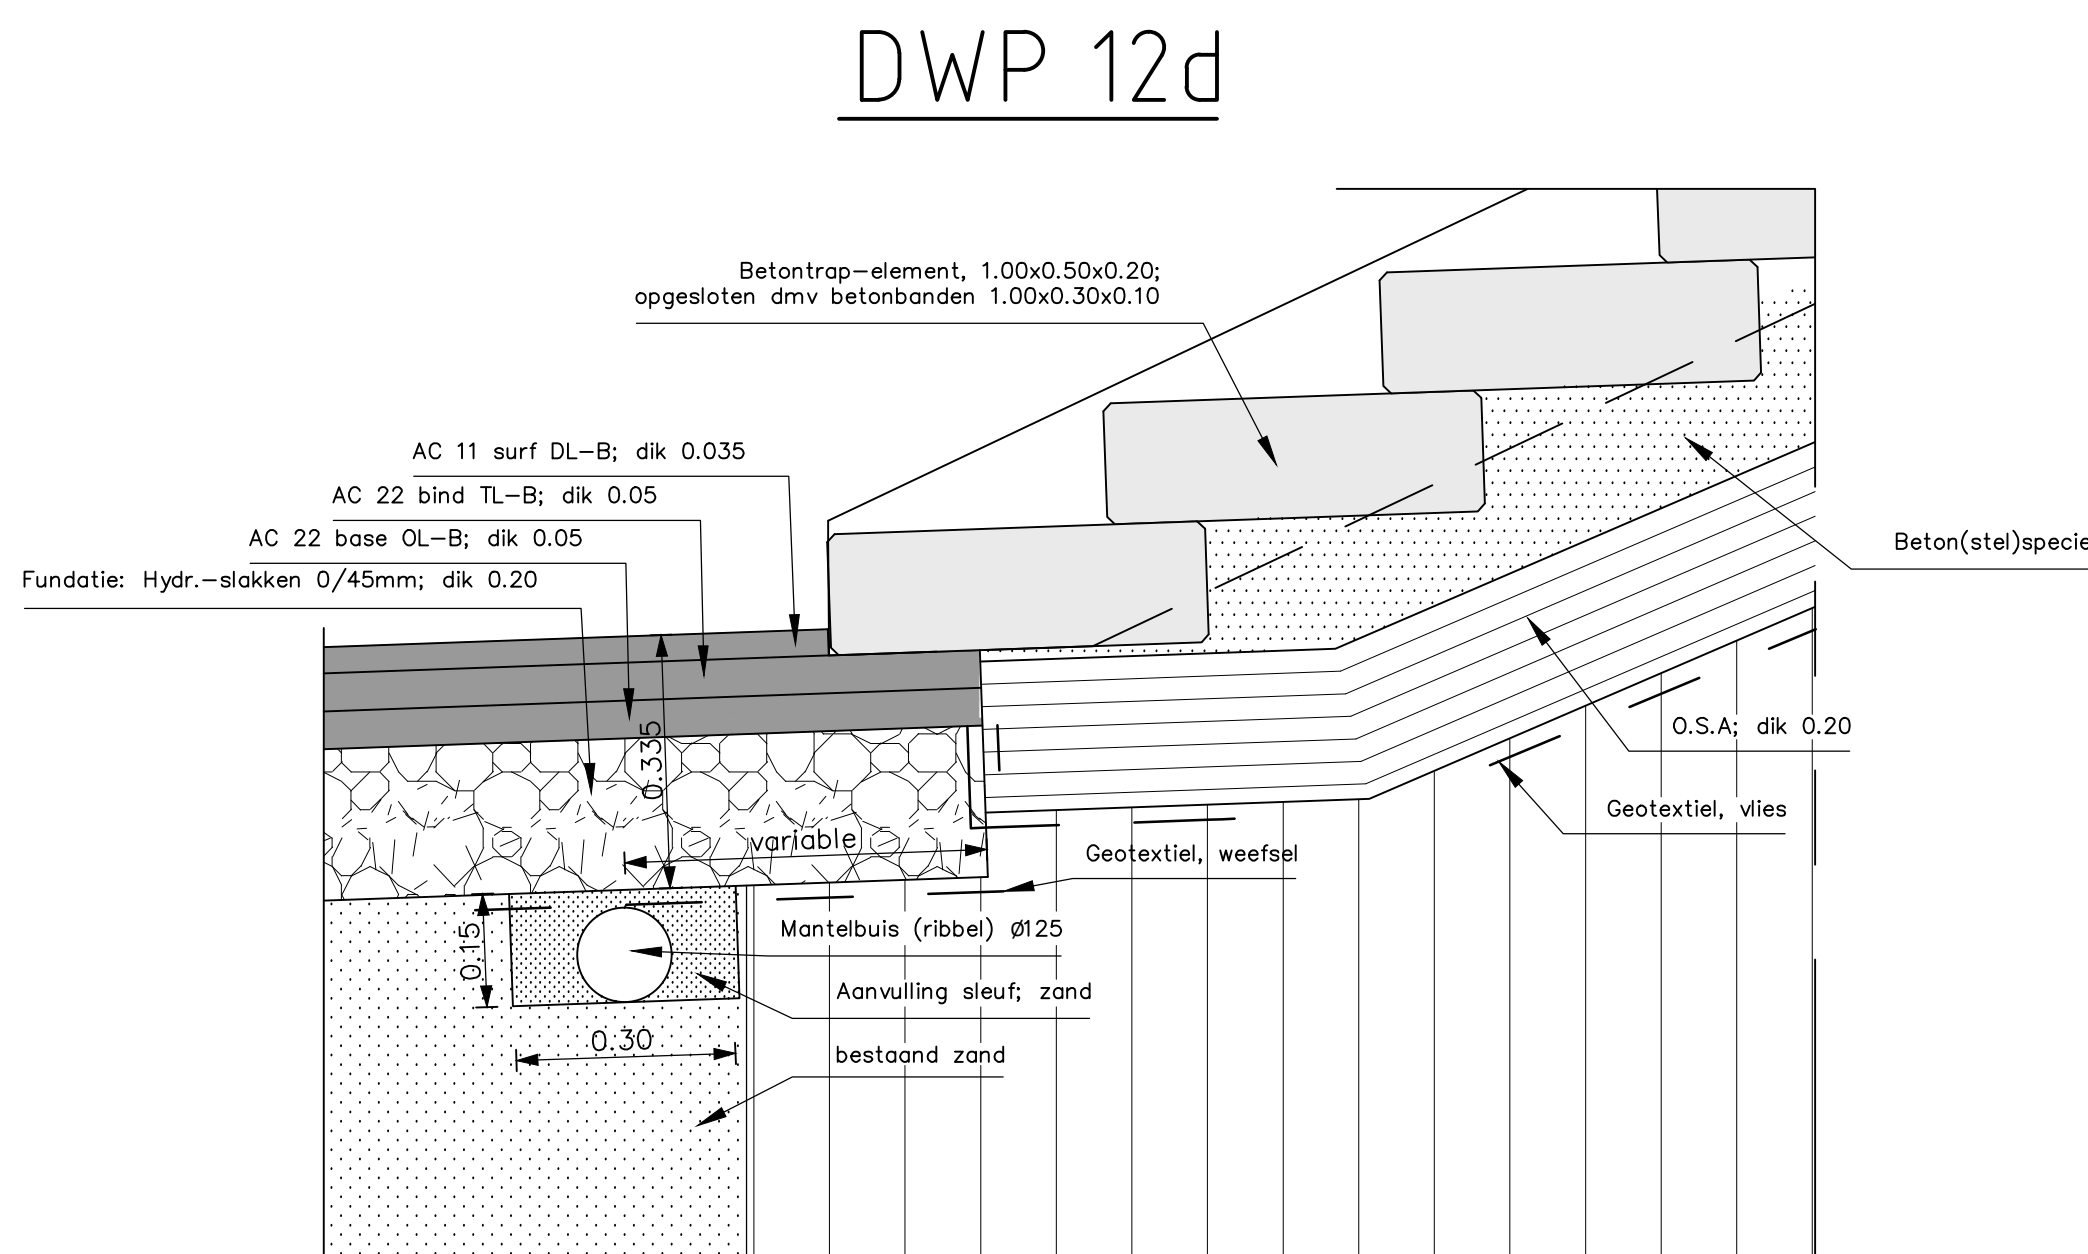 DWP 12d
Betontrap-element, 1.00x0.50x0.20;
opgesloten dmv betonbanden 1.00x0.30x0.10
AC 11 surf DL-B; dik 0.035
AC 22 bind TL-B; dik 0.05
AC 22 base OL-B; dik 0.05
Fundatie: Hydr.-slakken 0/45mm; dik 0.20
Beton(stel)specie
O.S.A; dik 0.20
Geotextiel, vlies
0.335
variable
Geotextiel, weefsel
Mantelbuis (ribbel) Ø125
0.15
Aanvulling sleuf; zand
0.30
bestaand zand